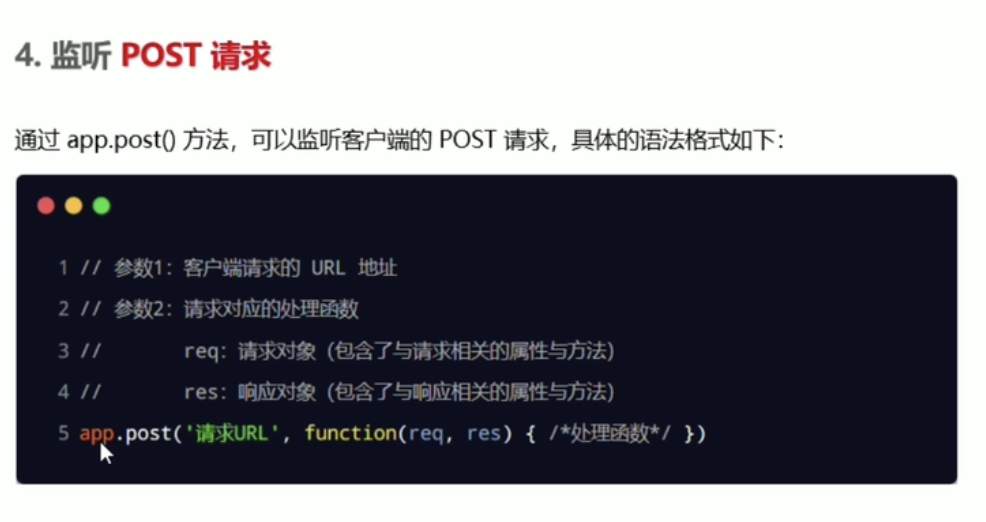 4. 监听 POST 请求
通过 app.post() 方法，可以监听客户端的 POST 请求，具体的语法格式如下：
1 // 参数1：客户端请求的 URL 地址
2 // 参数2：请求对应的处理函数
3 //       req：请求对象（包含了与请求相关的属性与方法）
4 //       res：响应对象（包含了与响应相关的属性与方法）
5 app.post('请求URL', function(req, res) { /*处理函数*/ })